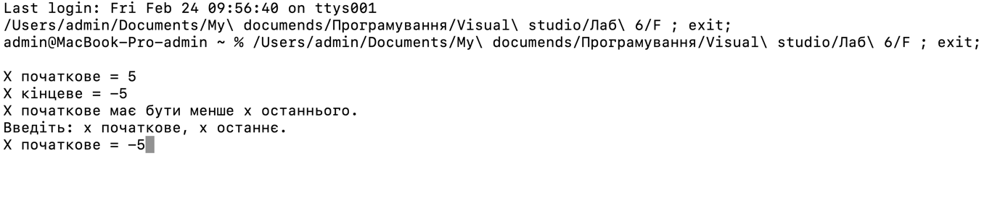 Last login: Fri Feb 24 09:56:40 on ttys001
/Users/admin/Documents/My\ documends/Програмування/Visual\ studio/Лаб\ 6/F ; exit;
admin@MacBook-Pro-admin ~ % /Users/admin/Documents/My\ documends/Програмування/Visual\ studio/Лаб\ 6/F ; exit;
X початкове = 5
X кінцеве = -5
X початкове має бути менше x останнього.
Введіть: x початкове, x останнє.
X початкове = -5